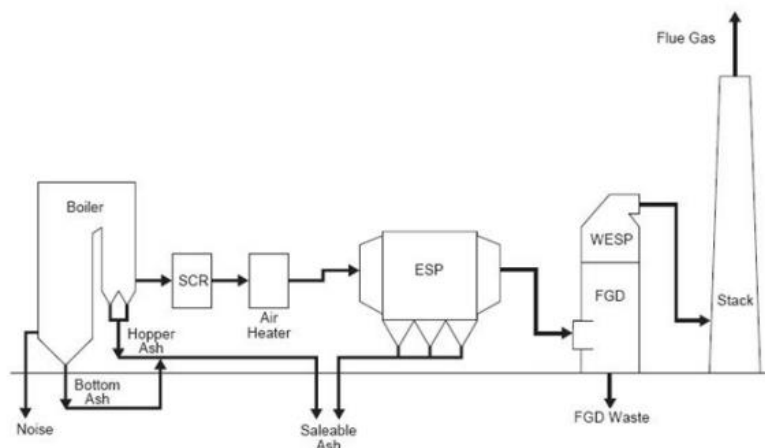 Flue Gas
Boiler
WESP
SCR
ESP
FGD
Stack
Air
Heater
Hopper
Ash
Bottom
Ash
Noise
Saleable
Ash
FGD Waste